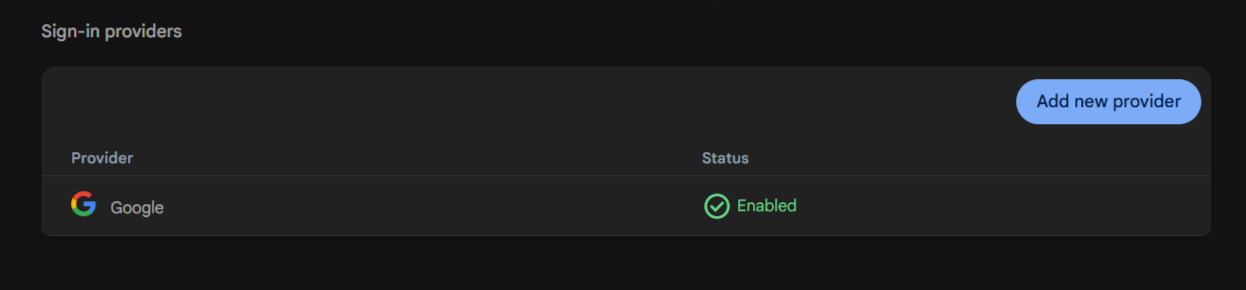 Sign-in providers
Add new provider
Provider Status
Google Enabled